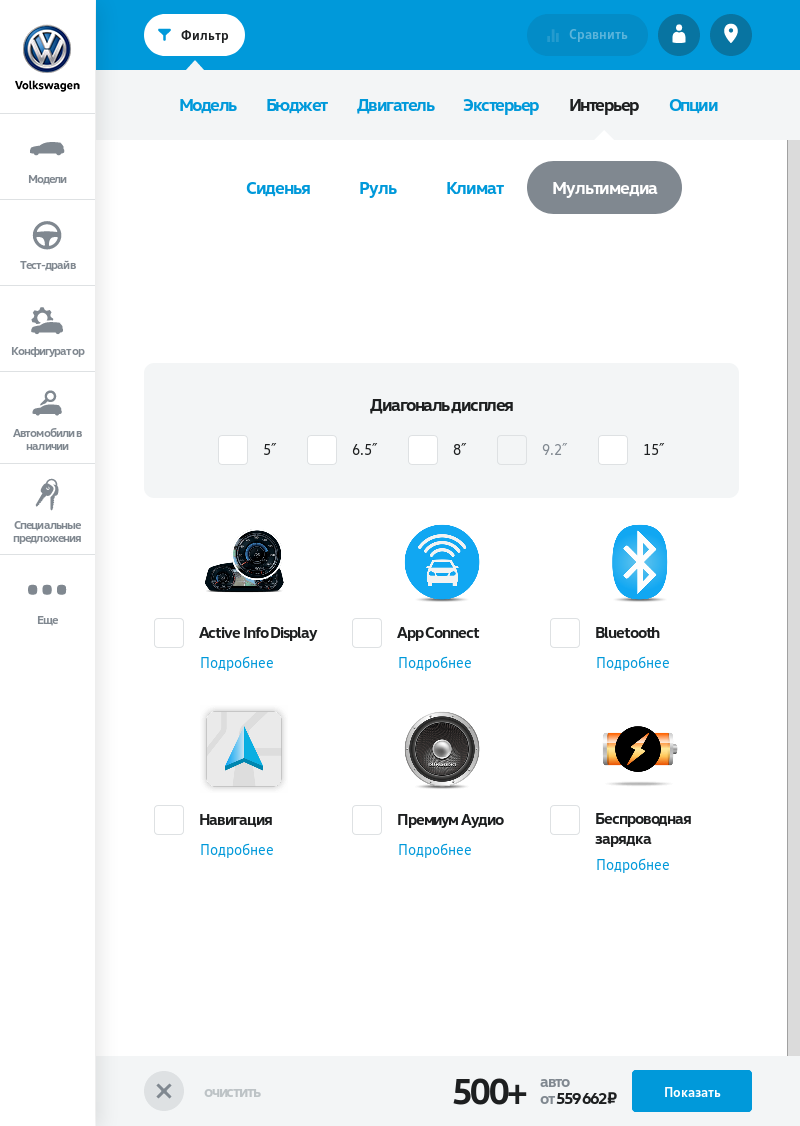 Volkswagen
Модели
Тест-драйв
Конфигуратор
Автомобили в
наличии
Специальные
предложения
Еще
Фильтр
Сравнить
Модель Бюджет Двигатель Экстерьер Интерьер Опции
Сиденья Руль Климат Мультимедиа
Диагональ дисплея
5˝ 6.5˝ 8˝ 9.2˝ 15˝
Active Info Display App Connect Bluetooth
Подробнее Подробнее Подробнее
DYNAUDIO
Навигация Премиум Аудио Беспроводная
зарядка
Подробнее Подробнее Подробнее
ОЧИСТИТЬ
500+ авто
от 559 662 ₽
Показать